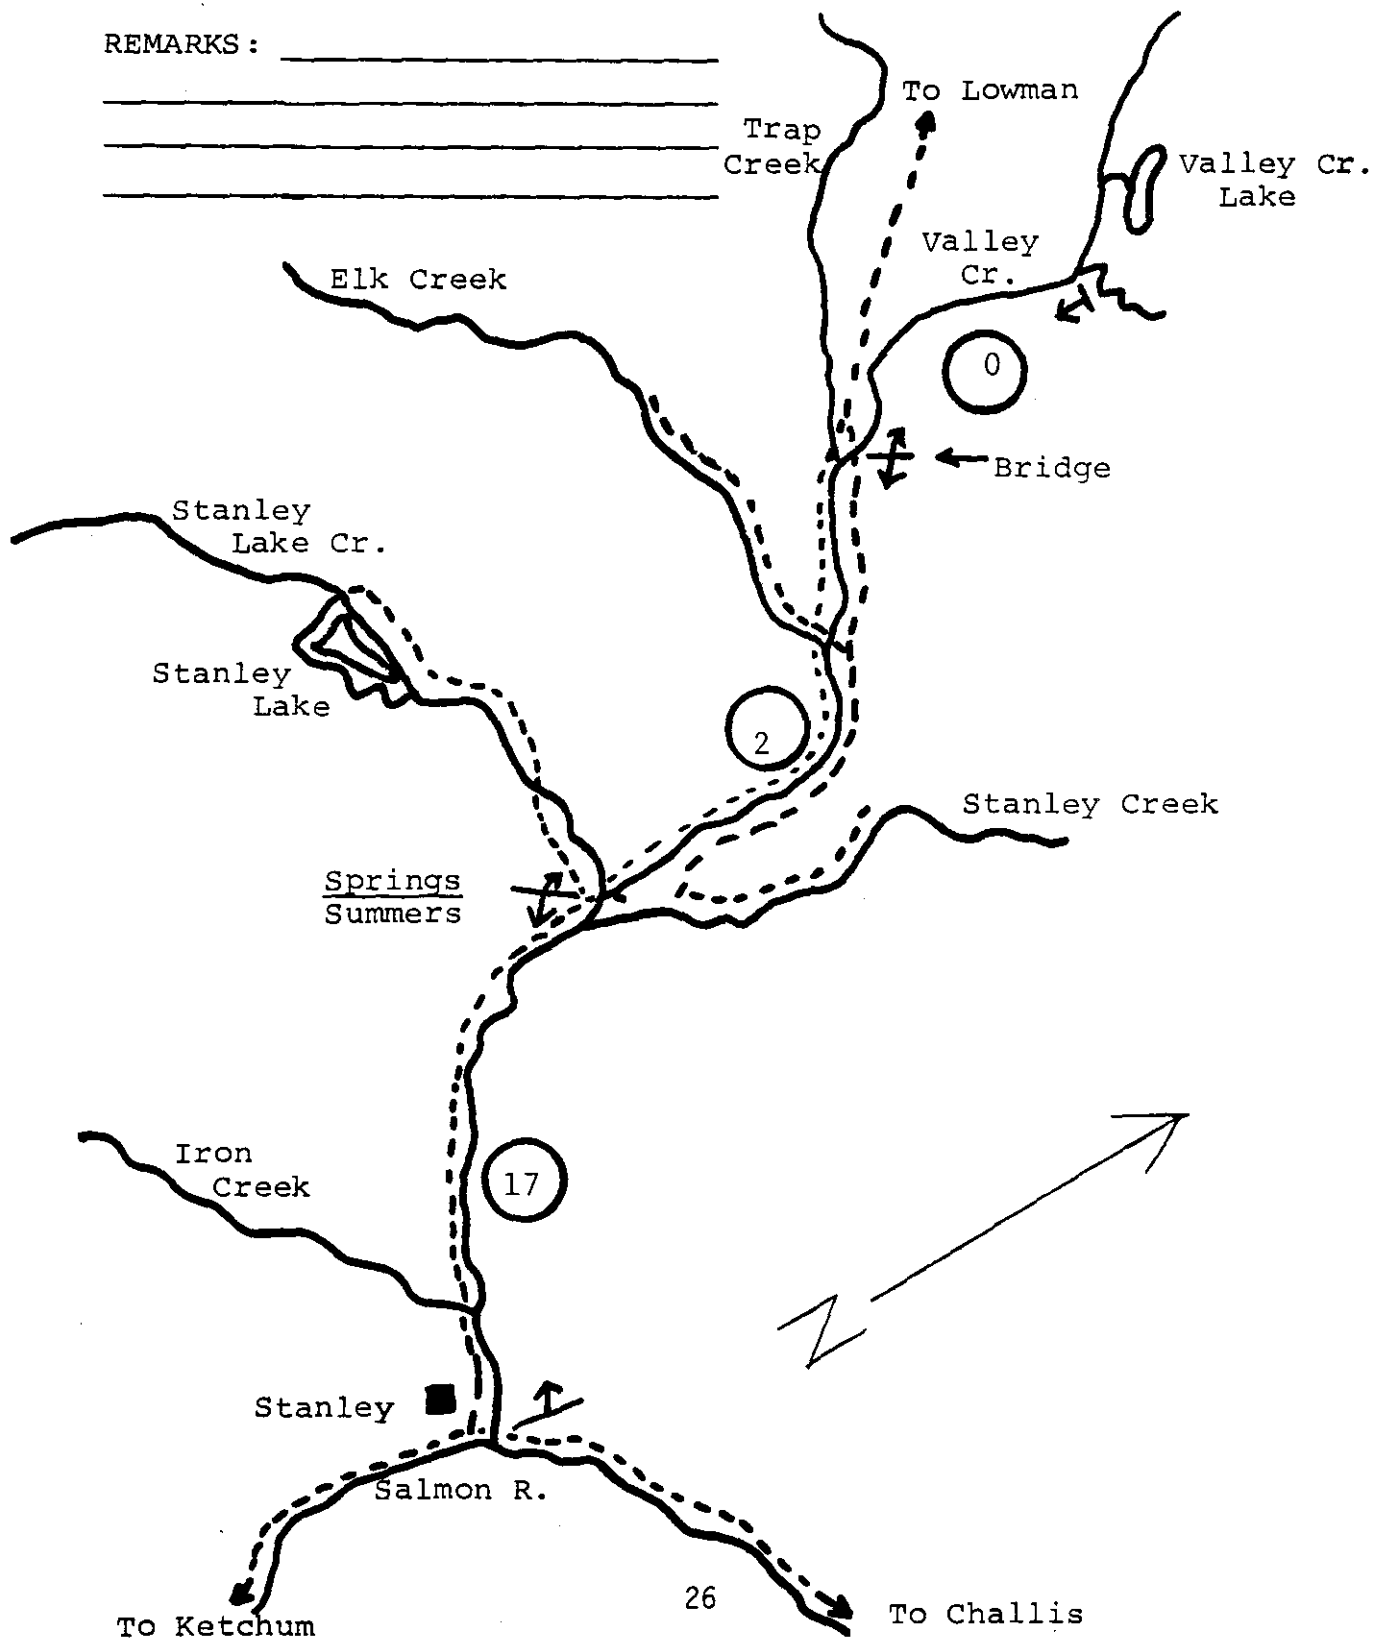 REMARKS:
To Lowman
Trap
Creek
Valley Cr.
Lake
Valley
Cr.
Elk Creek
0
Bridge
Stanley
Lake Cr.
Stanley
Lake
2
Stanley Creek
Springs
Summers
Iron
Creek
17
N
Stanley
Salmon R.
26
To Ketchum
To Challis